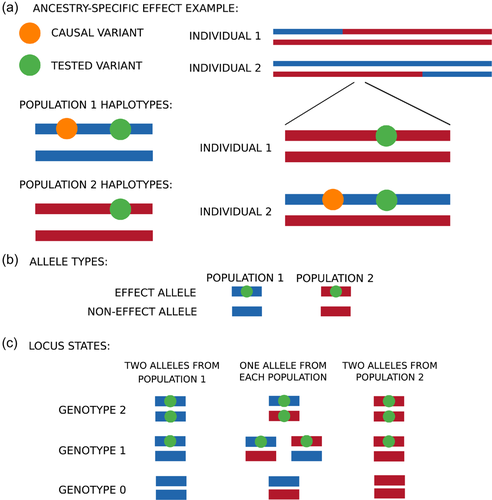 (a) ANCESTRY-SPECIFIC EFFECT EXAMPLE:
CAUSAL VARIANT
TESTED VARIANT
INDIVIDUAL 1
INDIVIDUAL 2
POPULATION 1 HAPLOTYPES:
POPULATION 2 HAPLOTYPES:
INDIVIDUAL 1
INDIVIDUAL 2
(b) ALLELE TYPES:
POPULATION 1 POPULATION 2
EFFECT ALLELE
NON-EFFECT ALLELE
(c) LOCUS STATES:
TWO ALLELES FROM ONE ALLELE FROM TWO ALLELES FROM
POPULATION 1 EACH POPULATION POPULATION 2
GENOTYPE 2
GENOTYPE 1
GENOTYPE 0